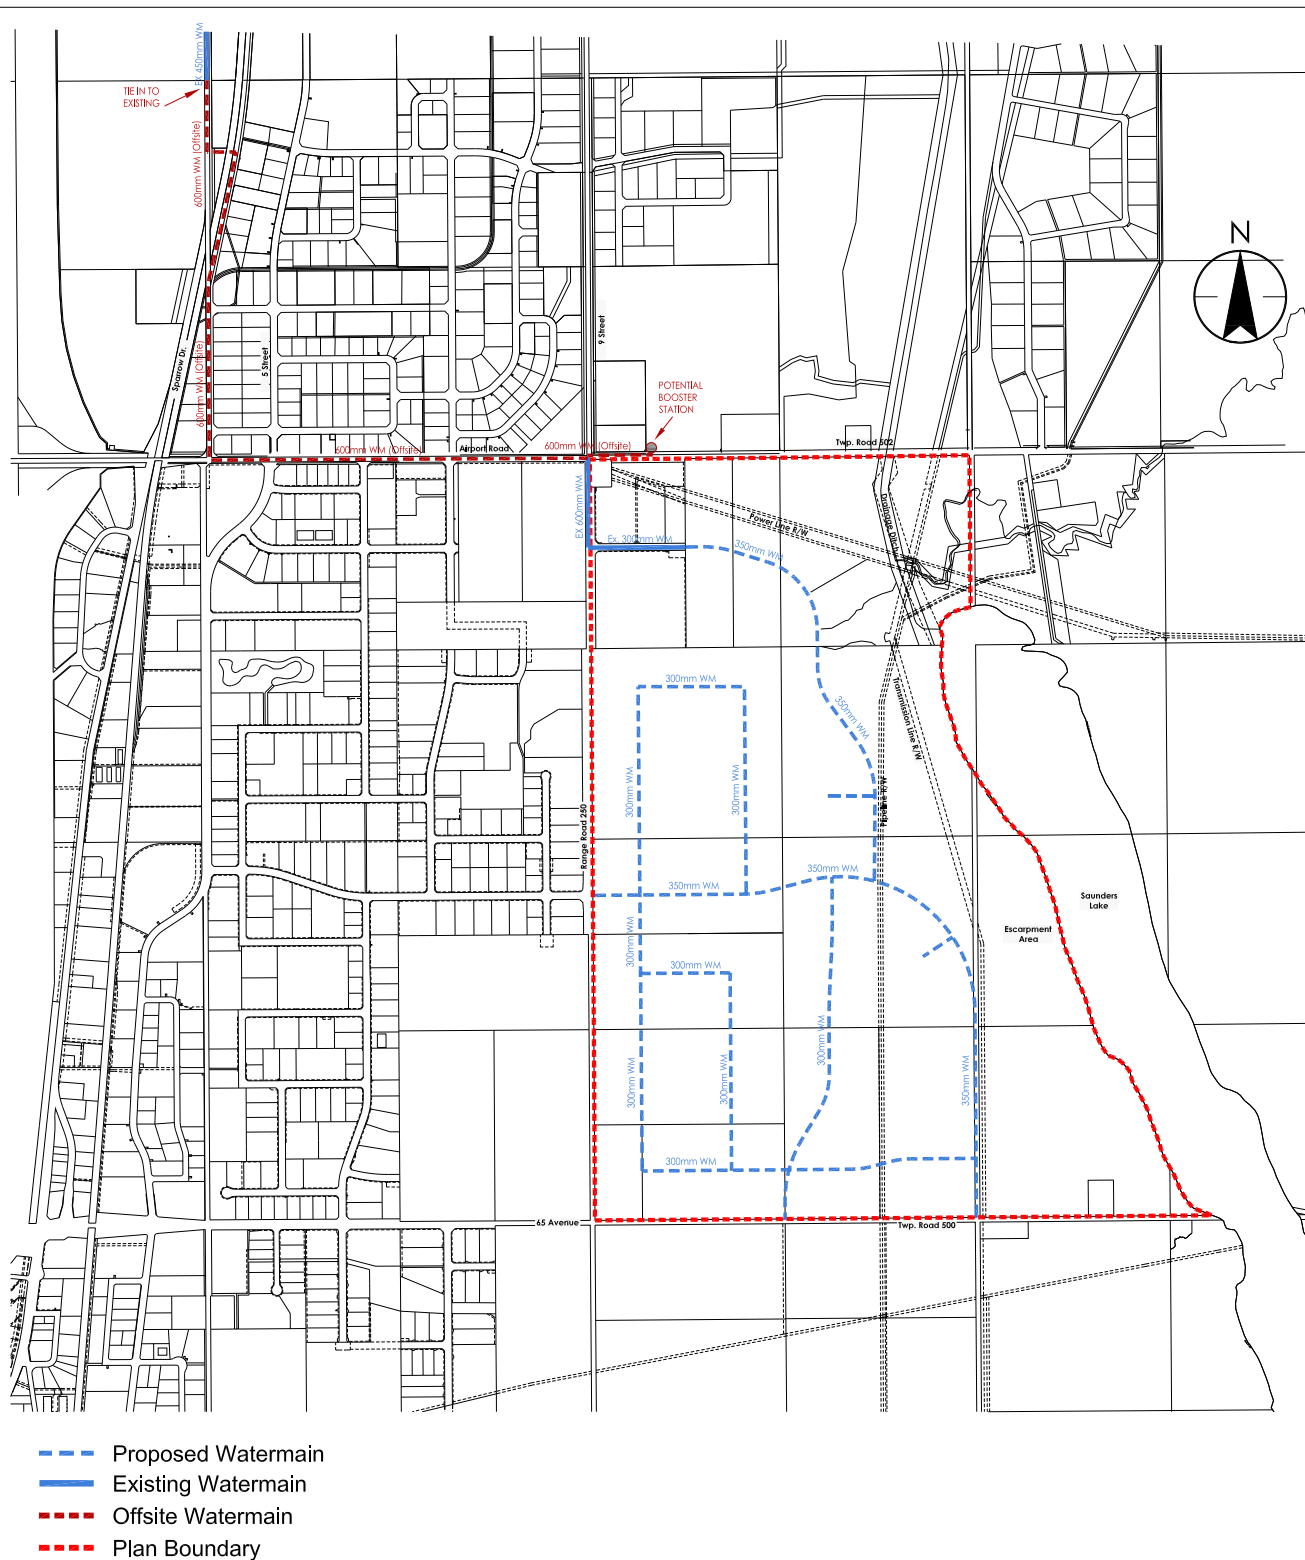 EX 450mm WM
TIE IN TO
EXISTING
600mm WM (Offsite)
N
9 Street
Sparrow Dr.
5 Street
600mm WM (Offsite)
POTENTIAL
BOOSTER
STATION
600mm WM (Offsite)
Airport Road
600mm WM (Offsite)
Twp. Road 502
EX 600mm WM
Ex. 300mm WM
350mm WM
Power Line R/W
Drainage Ditch
300mm WM
350mm WM
Transmission Line R/W
300mm WM
300mm WM
Pipeline R/W
Range Road 250
350mm WM
350mm WM
Saunders
Lake
Escarpment
Area
300mm WM
300mm WM
300mm WM
300mm WM
300mm WM
350mm WM
300mm WM
65 Avenue
Twp. Road 500
Proposed Watermain
Existing Watermain
Offsite Watermain
Plan Boundary